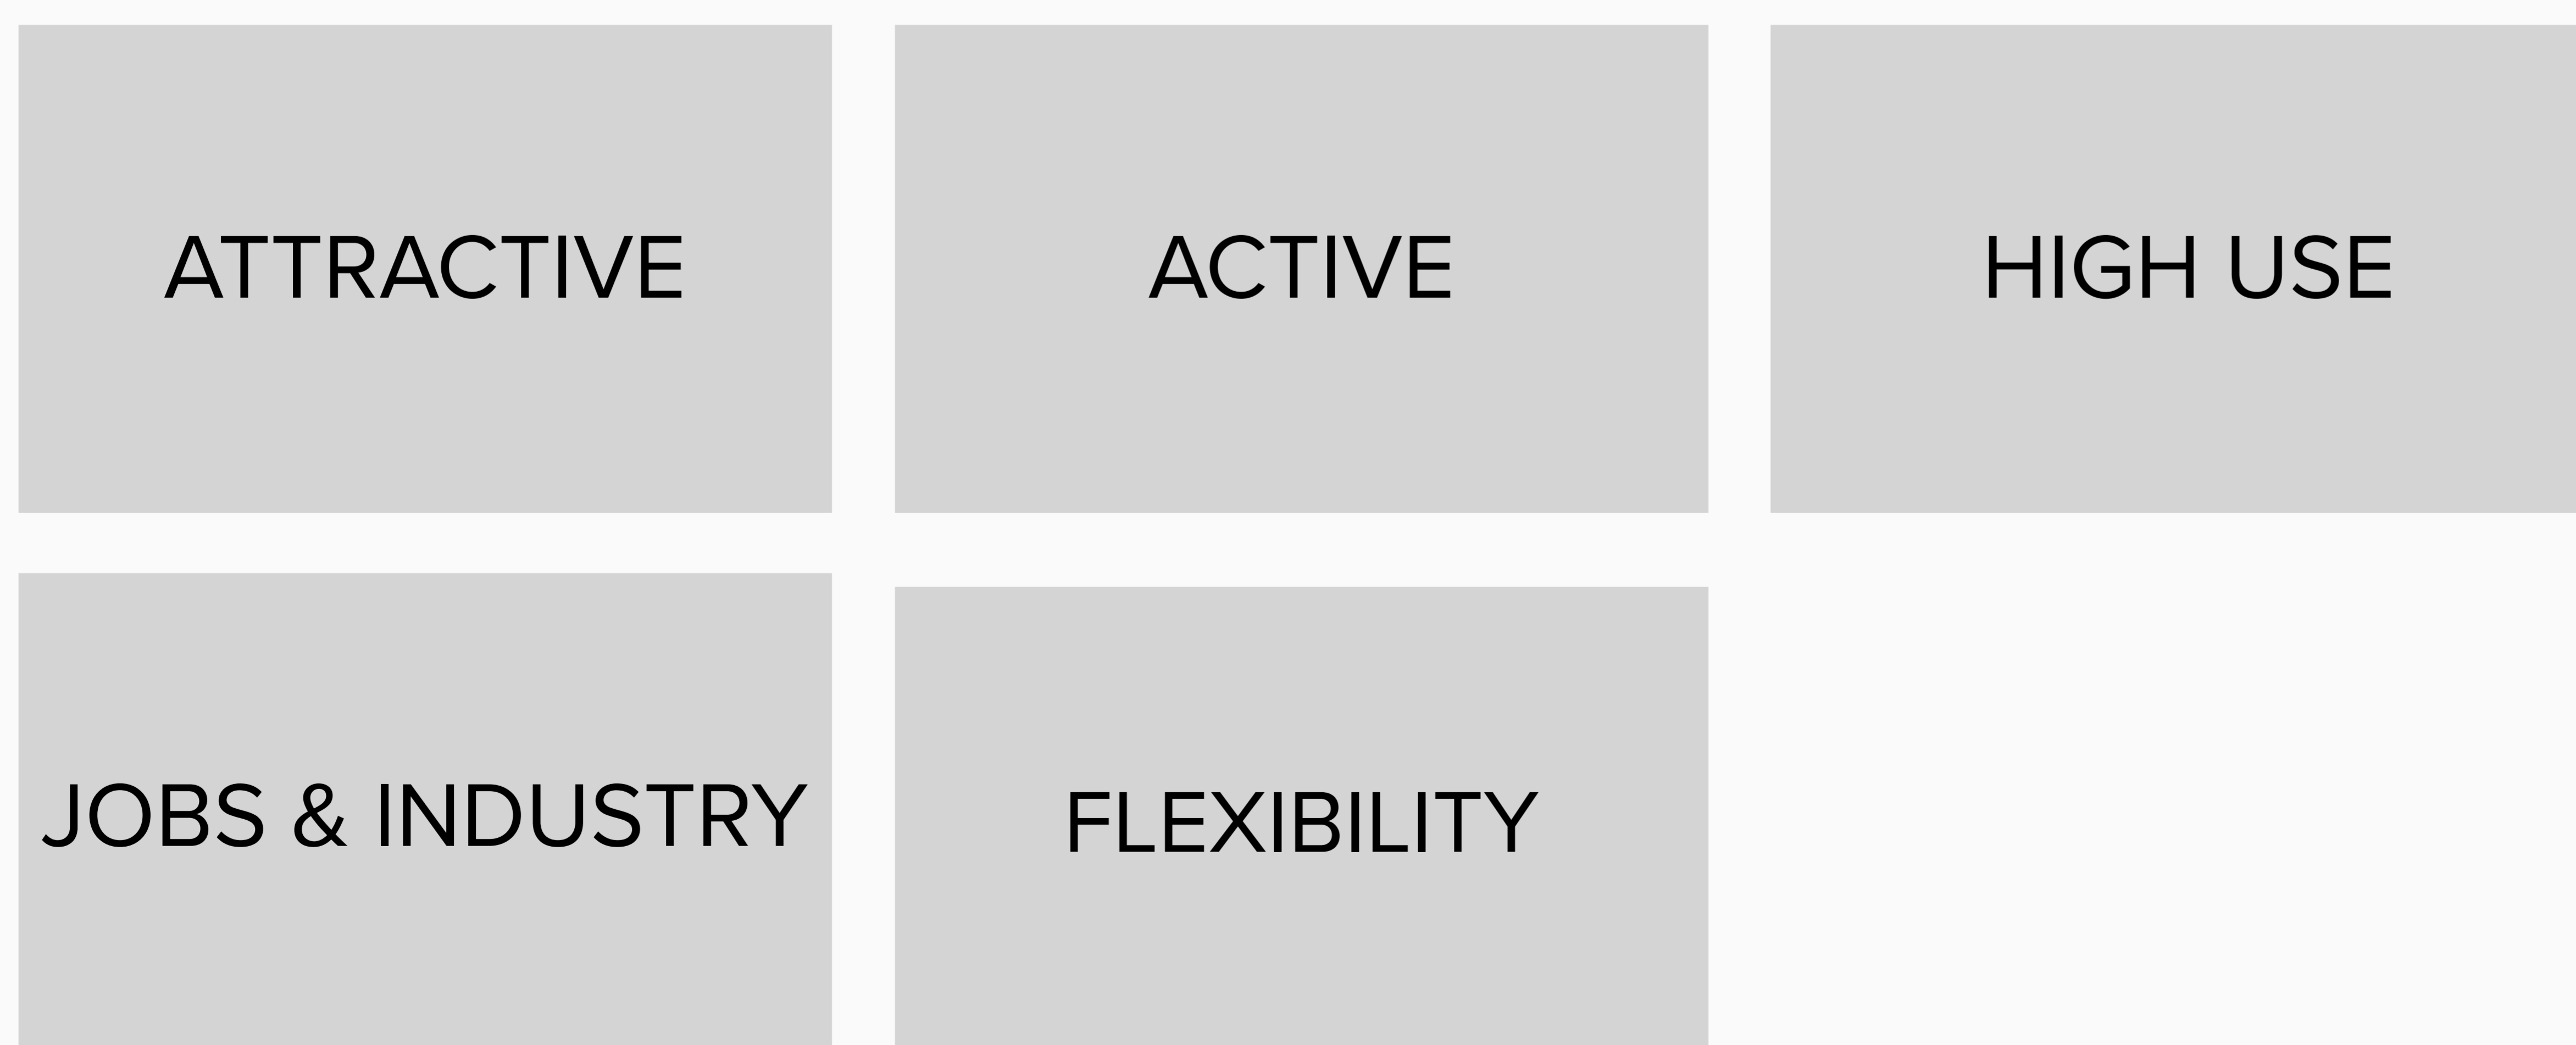 ATTRACTIVE
ACTIVE
HIGH USE
JOBS & INDUSTRY
FLEXIBILITY